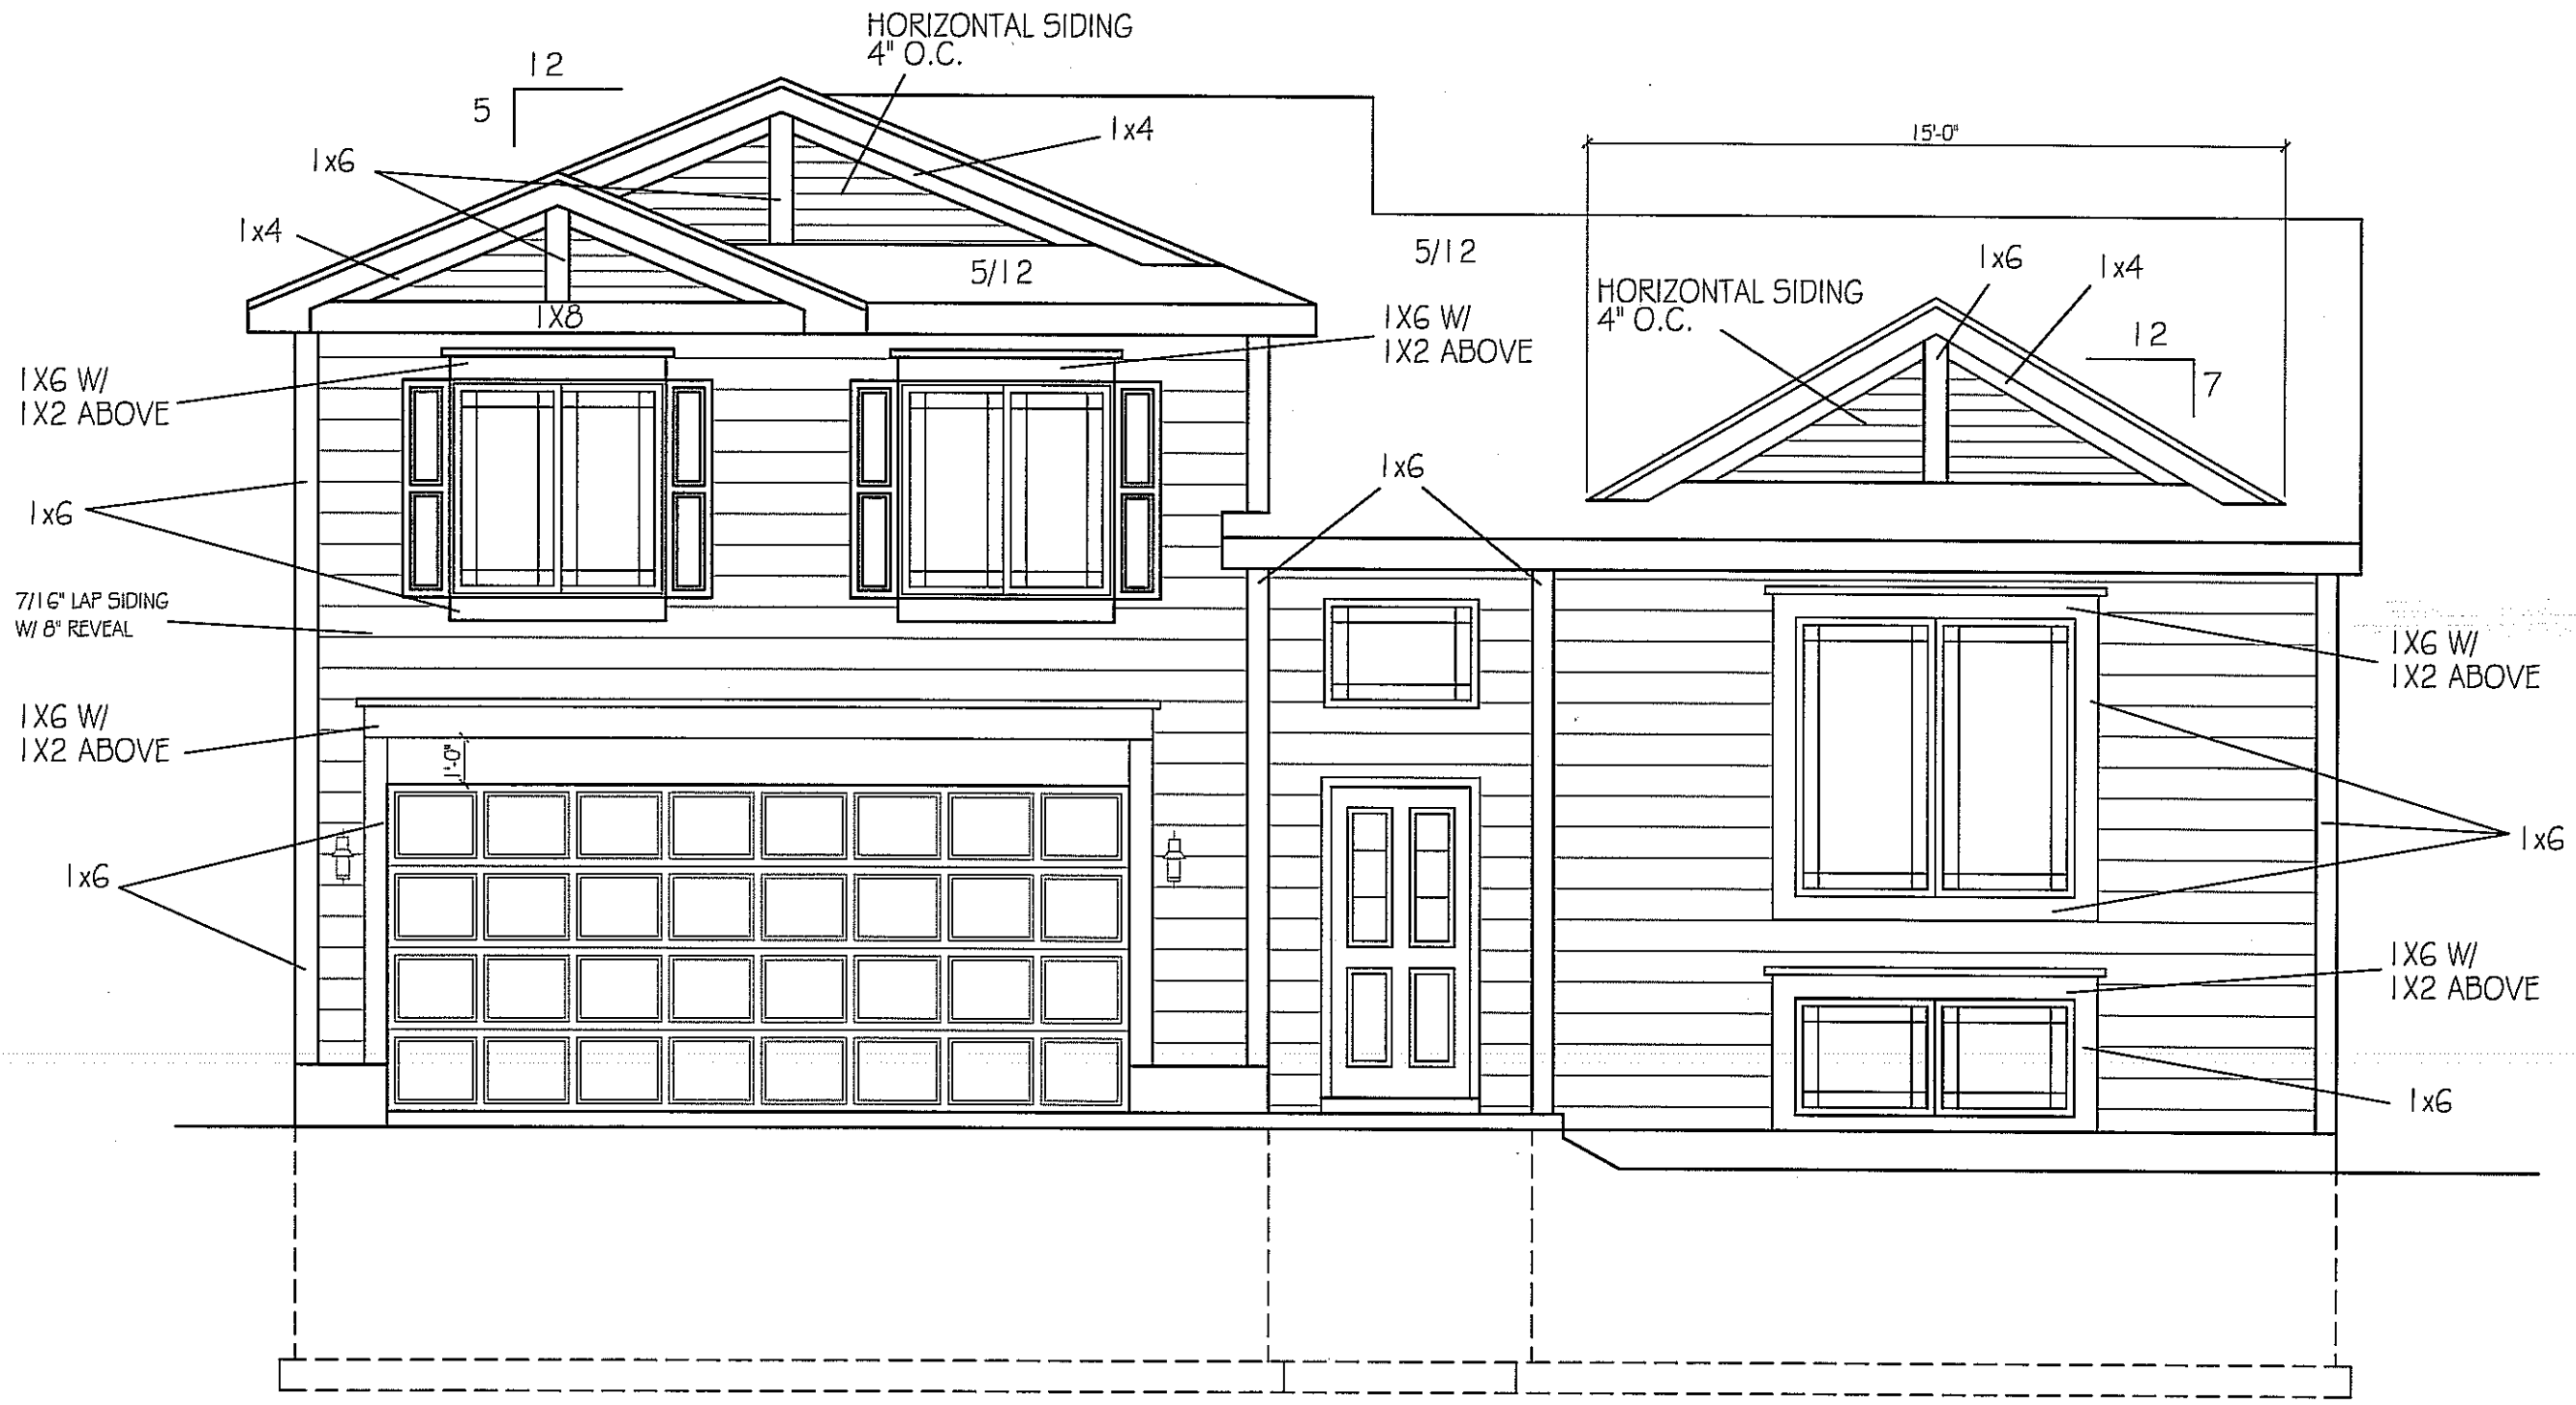 HORIZONTAL SIDING
4" O.C.
12
5
1x6
1x4
1x4
15'-0"
5/12
5/12
1X8
1X6 W/
1X2 ABOVE
HORIZONTAL SIDING
4" O.C.
1x6
1x4
12
7
1X6 W/
1X2 ABOVE
1x6
1x6
7/16" LAP SIDING
W/ 8" REVEAL
1X6 W/
1X2 ABOVE
1X6 W/
1X2 ABOVE
1'-0"
1x6
1x6
1X6 W/
1X2 ABOVE
1x6